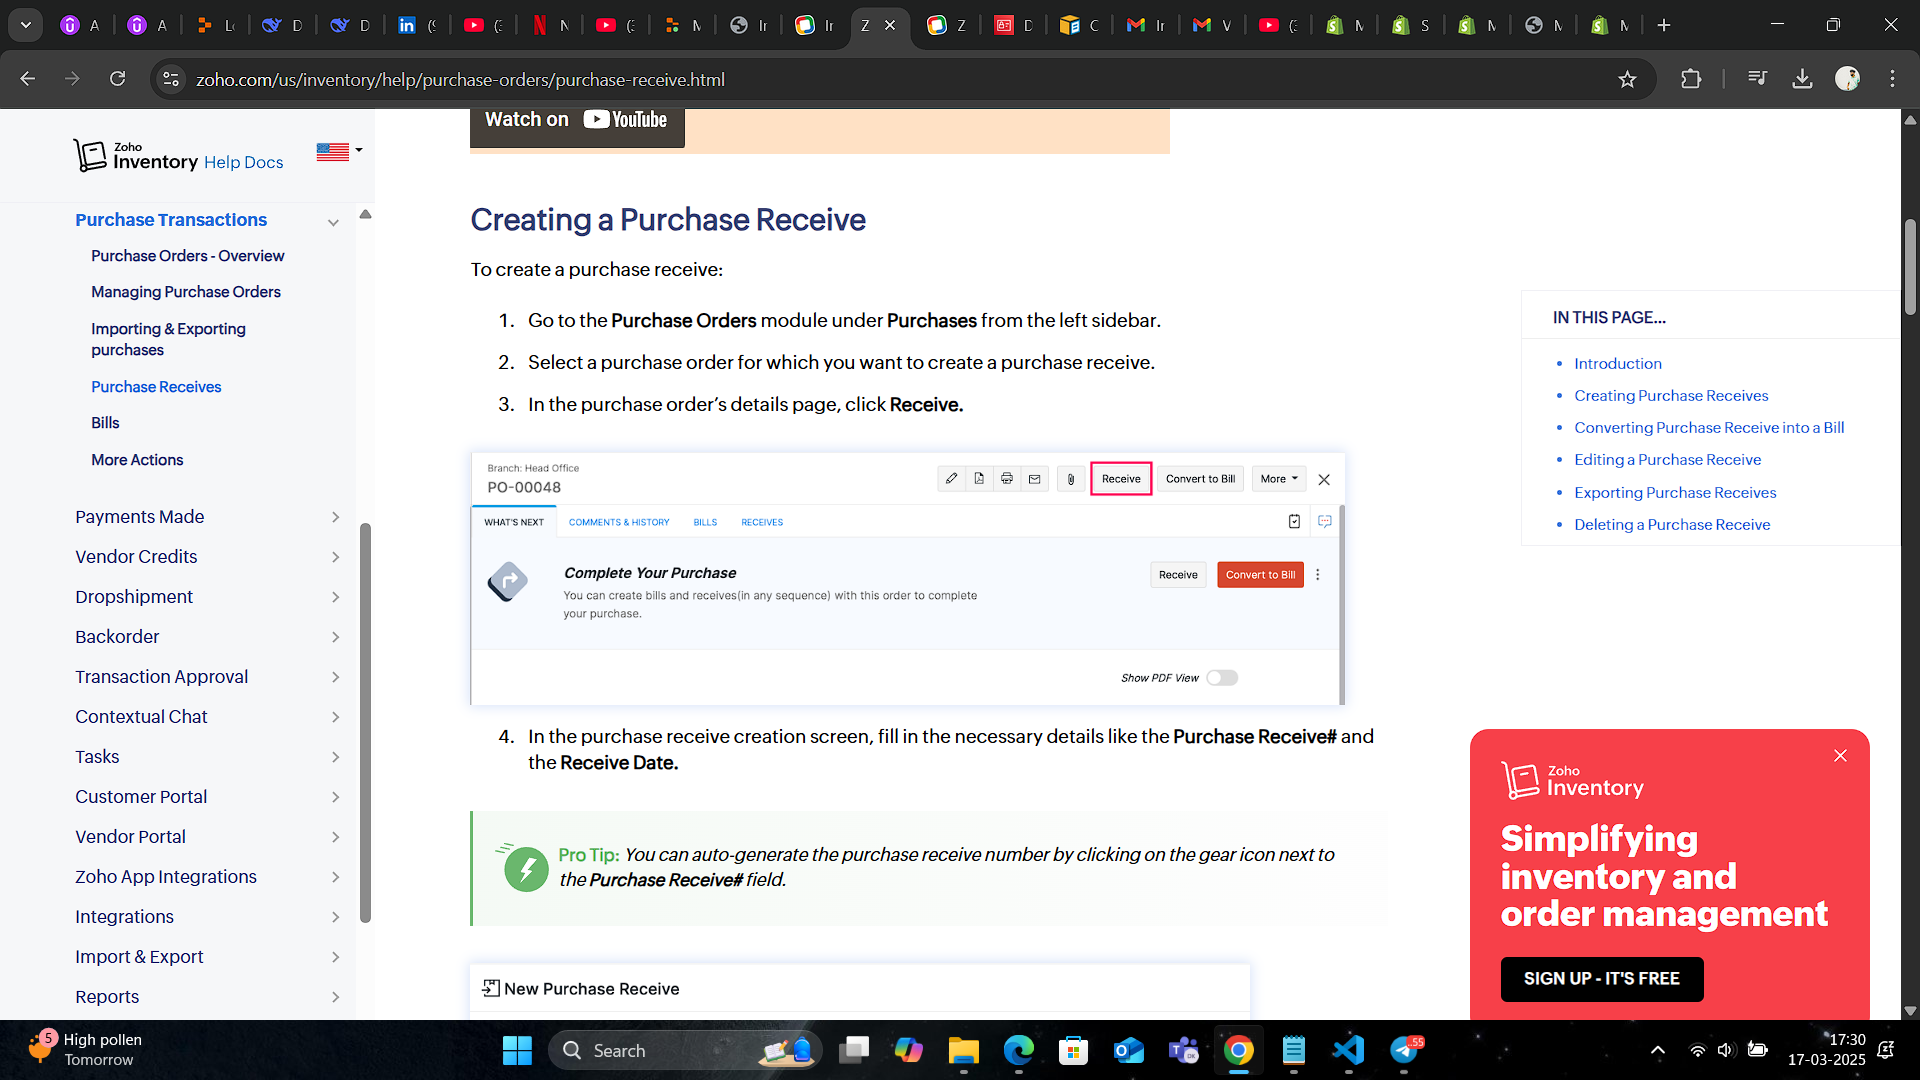 A
A
L
D
D
(
(
N
(
M
Ir
Ir
Z
Z
D
C
Ir
V
(
M
S
M
M
M
zoho.com/us/inventory/help/purchase-orders/purchase-receive.html
Zoho
Inventory Help Docs
Purchase Transactions
Purchase Orders - Overview
Managing Purchase Orders
Importing & Exporting
purchases
Purchase Receives
Bills
More Actions
Payments Made
Vendor Credits
Dropshipment
Backorder
Transaction Approval
Contextual Chat
Tasks
Customer Portal
Vendor Portal
Zoho App Integrations
Integrations
Import & Export
Reports
Watch on YouTube
Creating a Purchase Receive
To create a purchase receive:
1. Go to the Purchase Orders module under Purchases from the left sidebar.
2. Select a purchase order for which you want to create a purchase receive.
3. In the purchase order’s details page, click Receive.
Branch: Head Office
PO-00048
Receive
Convert to Bill
More
WHAT'S NEXT
COMMENTS & HISTORY
BILLS
RECEIVES
Complete Your Purchase
You can create bills and receives(in any sequence) with this order to complete
your purchase.
Receive
Convert to Bill
Show PDF View
4. In the purchase receive creation screen, fill in the necessary details like the Purchase Receive# and
the Receive Date.
Pro Tip: You can auto-generate the purchase receive number by clicking on the gear icon next to
the Purchase Receive# field.
New Purchase Receive
IN THIS PAGE...
• Introduction
• Creating Purchase Receives
• Converting Purchase Receive into a Bill
• Editing a Purchase Receive
• Exporting Purchase Receives
• Deleting a Purchase Receive
Zoho
Inventory
Simplifying
inventory and
order management
SIGN UP - IT'S FREE
5
High pollen
Tomorrow
Search
55
17:30
17-03-2025